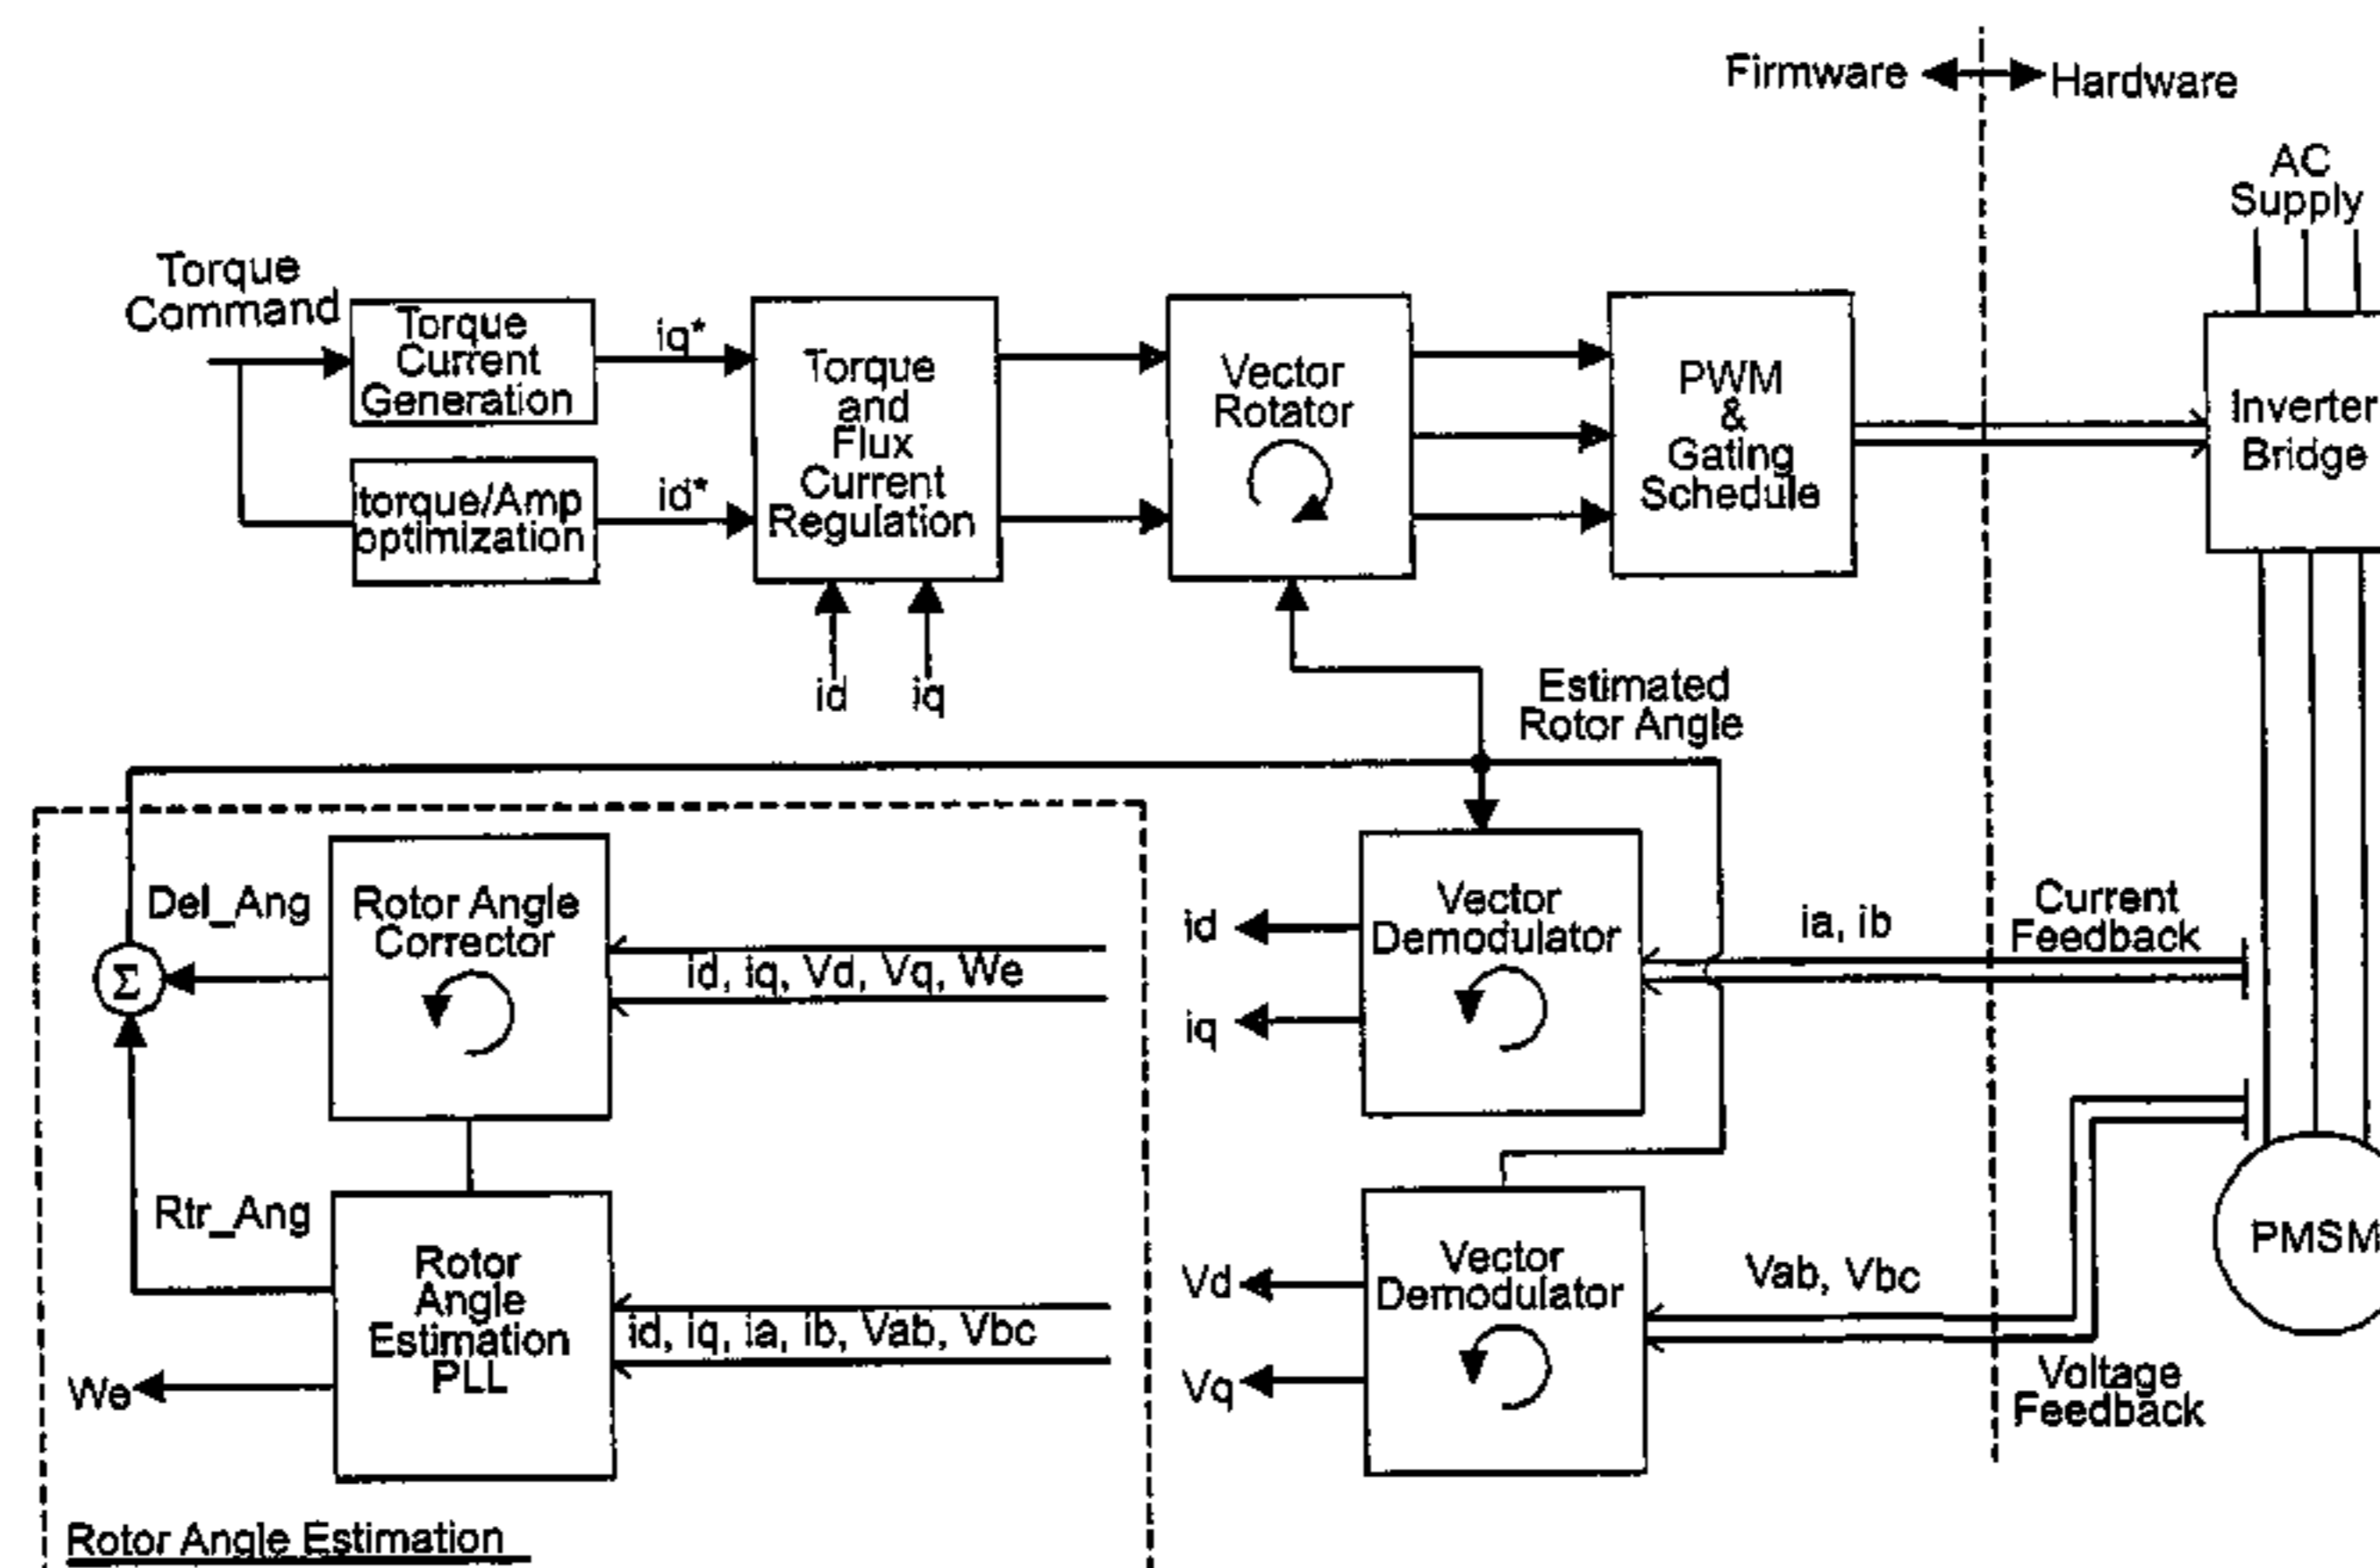 Firmware
Hardware
AC
Supply
Torque
Command
Torque
Current
Generation
iq*
torque/Amp
optimization
id*
Torque
and
Flux
Current
Regulation
id
iq
Vector
Rotator
PWM
&
Gating
Schedule
Inverter
Bridge
Estimated
Rotor Angle
Del_Ang
Σ
Rotor Angle
Corrector
id, iq, Vd, Vq, We
id
iq
Vector
Demodulator
ia, ib
Current
Feedback
Rtr_Ang
We
Rotor
Angle
Estimation
PLL
id, iq, ia, ib, Vab, Vbc
Vd
Vq
Vector
Demodulator
Vab, Vbc
Voltage
Feedback
PMSM
Rotor Angle Estimation